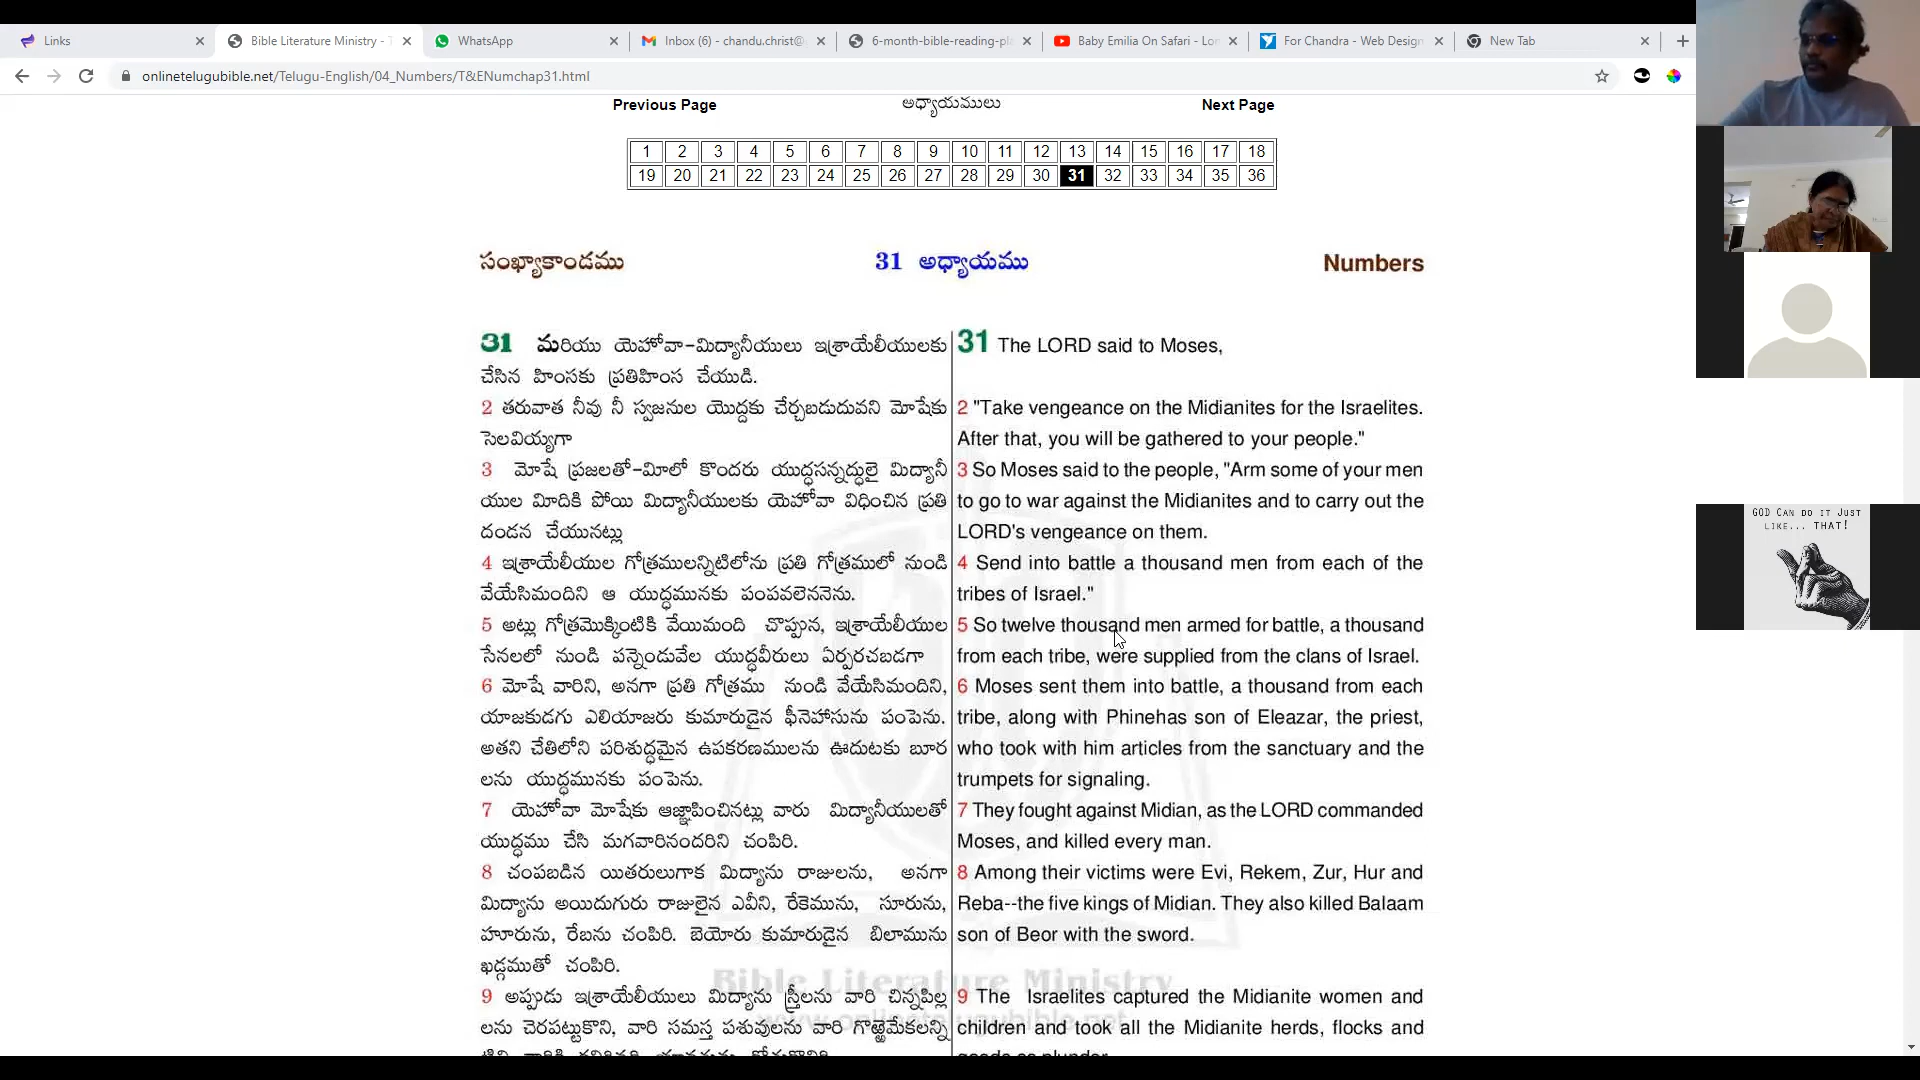 Links
Bible Literature Ministry - T
WhatsApp
Inbox (6) - chandu.christ@
6-month-bible-reading-pla
Baby Emilia On Safari - Lon
For Chandra - Web Design
New Tab
onlinetelugubible.net/Telugu-English/04_Numbers/T&ENumchap31.html
Previous Page అధ్యాయములు Next Page
1 2 3 4 5 6 7 8 9 10 11 12 13 14 15 16 17 18
19 20 21 22 23 24 25 26 27 28 29 30 31 32 33 34 35 36
సంఖ్యాకాండము 31 అధ్యాయము Numbers
31 మరియు యెహోవా-మిద్యానీయులు ఇశ్రాయేలీయులకు
చేసిన హింసకు ప్రతిహింస చేయుడి.
2 తరువాత నీవు నీ స్వజనుల యొద్దకు చేర్చబడుదువని మోషేకు
సెలవియ్యగా
3 మోషే ప్రజలతో-మీలో కొందరు యుద్ధసన్నద్ధులై మిద్యానీ
యుల మీదికి పోయి మిద్యానీయులకు యెహోవా విధించిన ప్రతి
దండన చేయునట్లు
4 ఇశ్రాయేలీయుల గోత్రములన్నిటిలోను ప్రతి గోత్రములో నుండి
వేయేసిమందిని ఆ యుద్ధమునకు పంపవలెననెను.
5 అట్లు గోత్రమొక్కింటికి వేయిమంది చొప్పున, ఇశ్రాయేలీయుల
సేనలలో నుండి పన్నెండువేల యుద్ధవీరులు ఏర్పరచబడగా
6 మోషే వారిని, అనగా ప్రతి గోత్రము నుండి వేయేసిమందిని,
యాజకుడగు ఎలియాజరు కుమారుడైన ఫీనెహాసును పంపెను.
అతని చేతిలోని పరిశుద్ధమైన ఉపకరణములను ఊదుటకు బూర
లను యుద్ధమునకు పంపెను.
7 యెహోవా మోషేకు ఆజ్ఞాపించినట్లు వారు మిద్యానీయులతో
యుద్ధము చేసి మగవారినందరిని చంపిరి.
8 చంపబడిన యితరులుగాక మిద్యాను రాజులను, అనగా
మిద్యాను అయిదుగురు రాజులైన ఎవీని, రేకెమును, సూరును,
హూరును, రేబను చంపిరి. బెయోరు కుమారుడైన బిలామును
ఖడ్గముతో చంపిరి.
9 అప్పుడు ఇశ్రాయేలీయులు మిద్యాను స్త్రీలను వారి చిన్నపిల్ల
లను చెరపట్టుకొని, వారి సమస్త పశువులను వారి గొఱ్ఱెమేకలన్ని
31 The LORD said to Moses,
2 "Take vengeance on the Midianites for the Israelites.
After that, you will be gathered to your people."
3 So Moses said to the people, "Arm some of your men
to go to war against the Midianites and to carry out the
LORD's vengeance on them.
4 Send into battle a thousand men from each of the
tribes of Israel."
5 So twelve thousand men armed for battle, a thousand
from each tribe, were supplied from the clans of Israel.
6 Moses sent them into battle, a thousand from each
tribe, along with Phinehas son of Eleazar, the priest,
who took with him articles from the sanctuary and the
trumpets for signaling.
7 They fought against Midian, as the LORD commanded
Moses, and killed every man.
8 Among their victims were Evi, Rekem, Zur, Hur and
Reba--the five kings of Midian. They also killed Balaam
son of Beor with the sword.
9 The Israelites captured the Midianite women and
children and took all the Midianite herds, flocks and
Bible Literature Ministry
www.onlinetelugubible.net
GOD CAN DO IT JUST
LIKE... THAT!